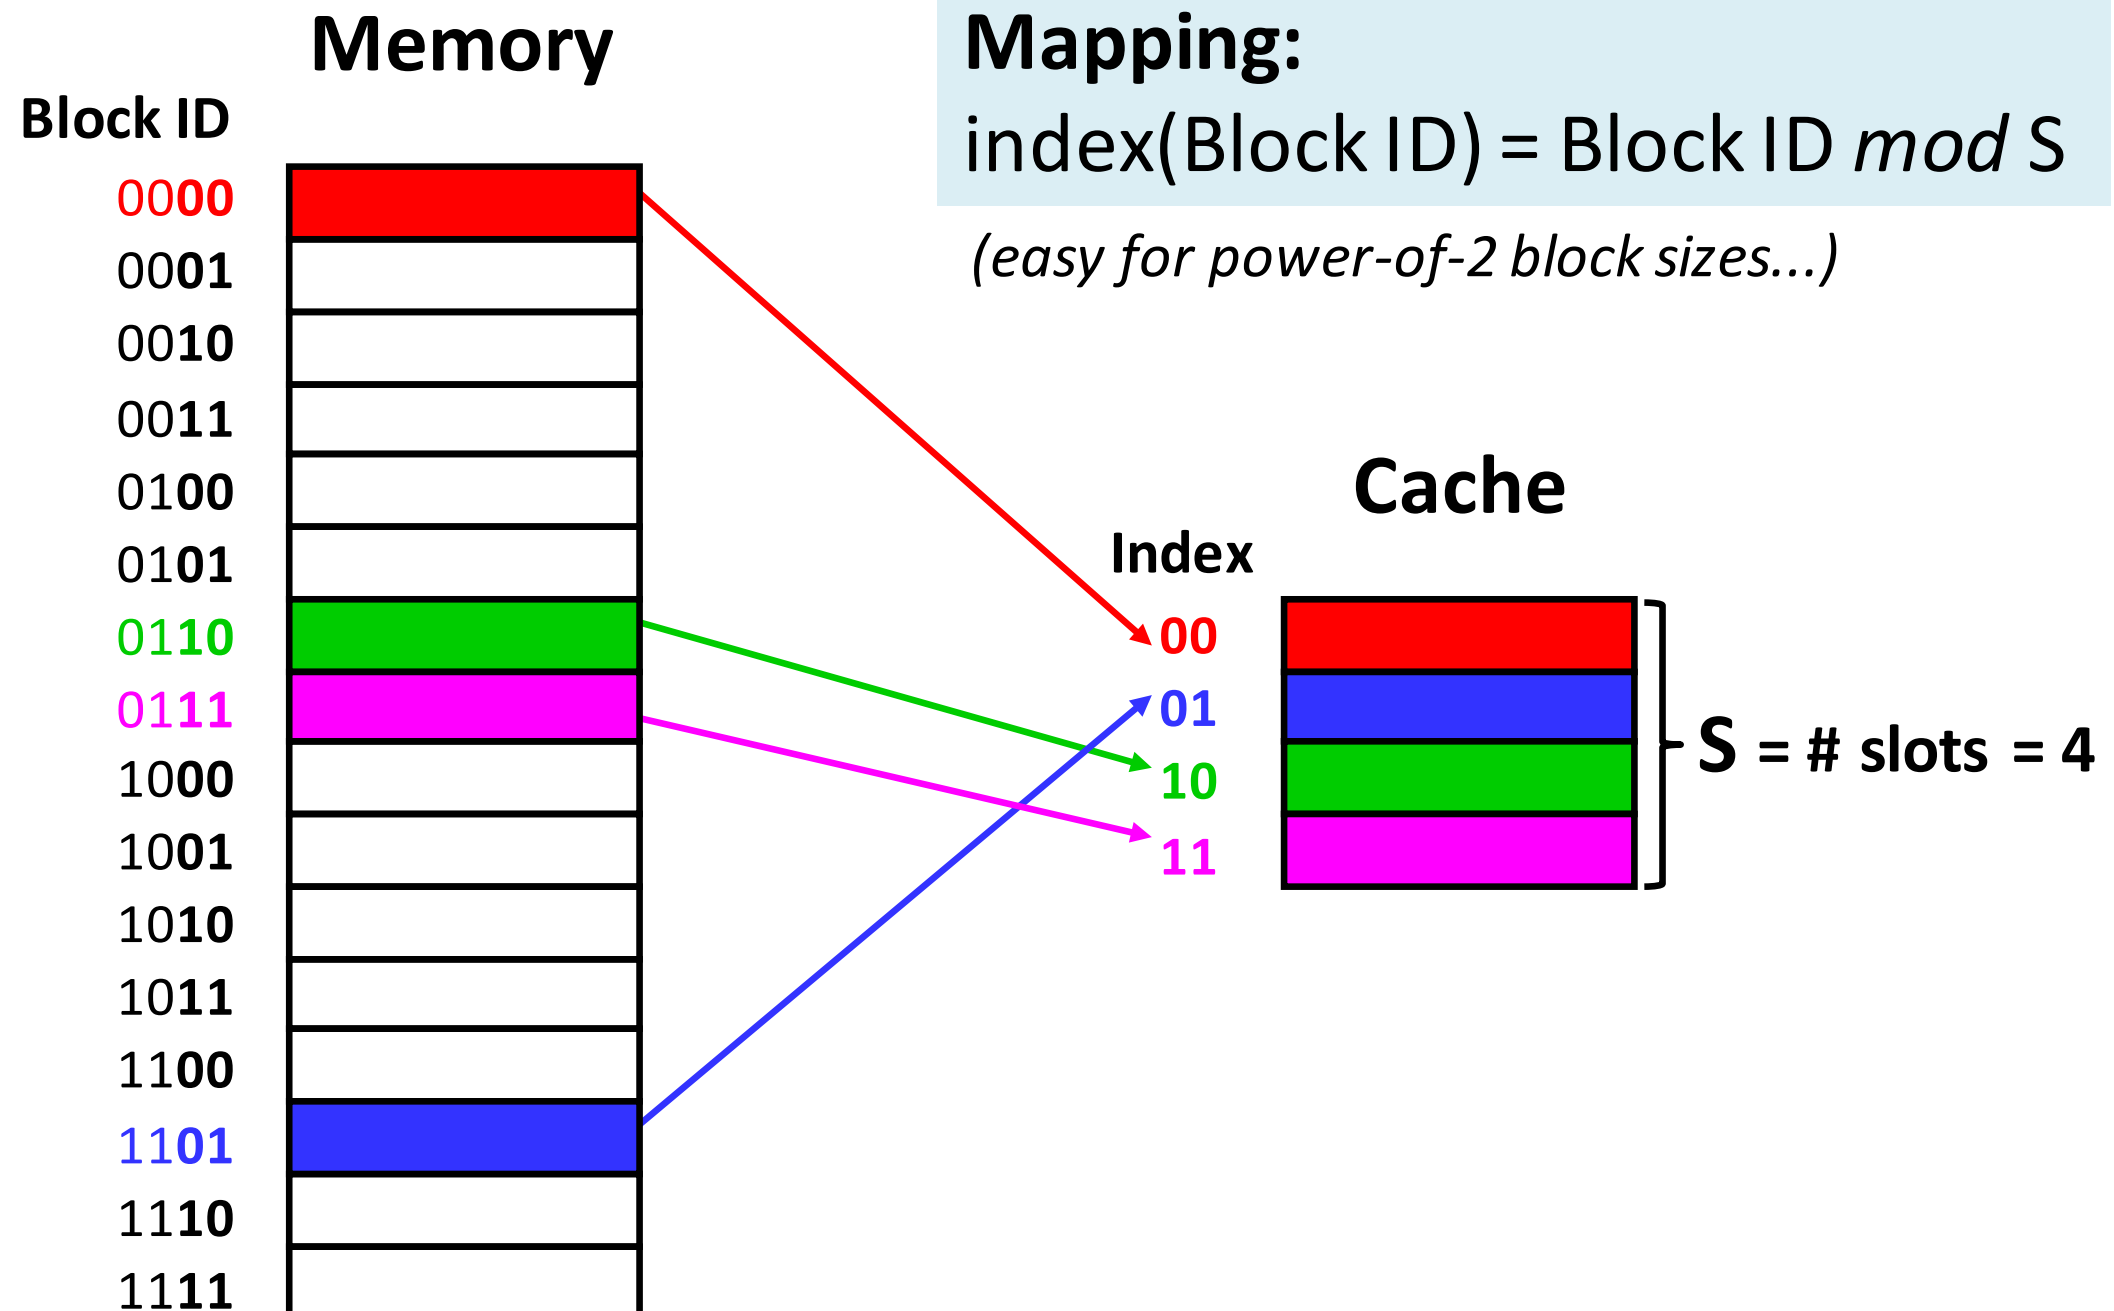 Memory
Mapping:
index(Block ID) = Block ID mod S
(easy for power-of-2 block sizes...)
Block ID
0000
0001
0010
0011
0100
0101
0110
0111
1000
1001
1010
1011
1100
1101
1110
1111
Cache
Index
00
01
10
11
S = # slots = 4